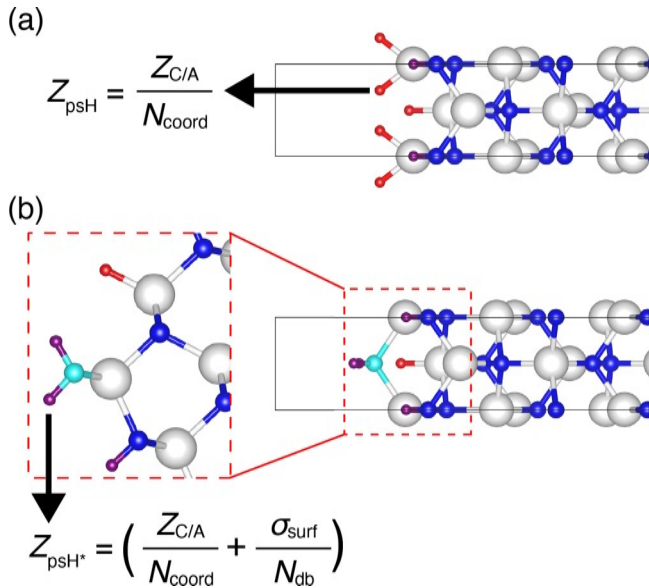 (a)
Z_psH = Z_C/A / N_coord
(b)
Z_psH* = ( Z_C/A / N_coord + σ_surf / N_db )